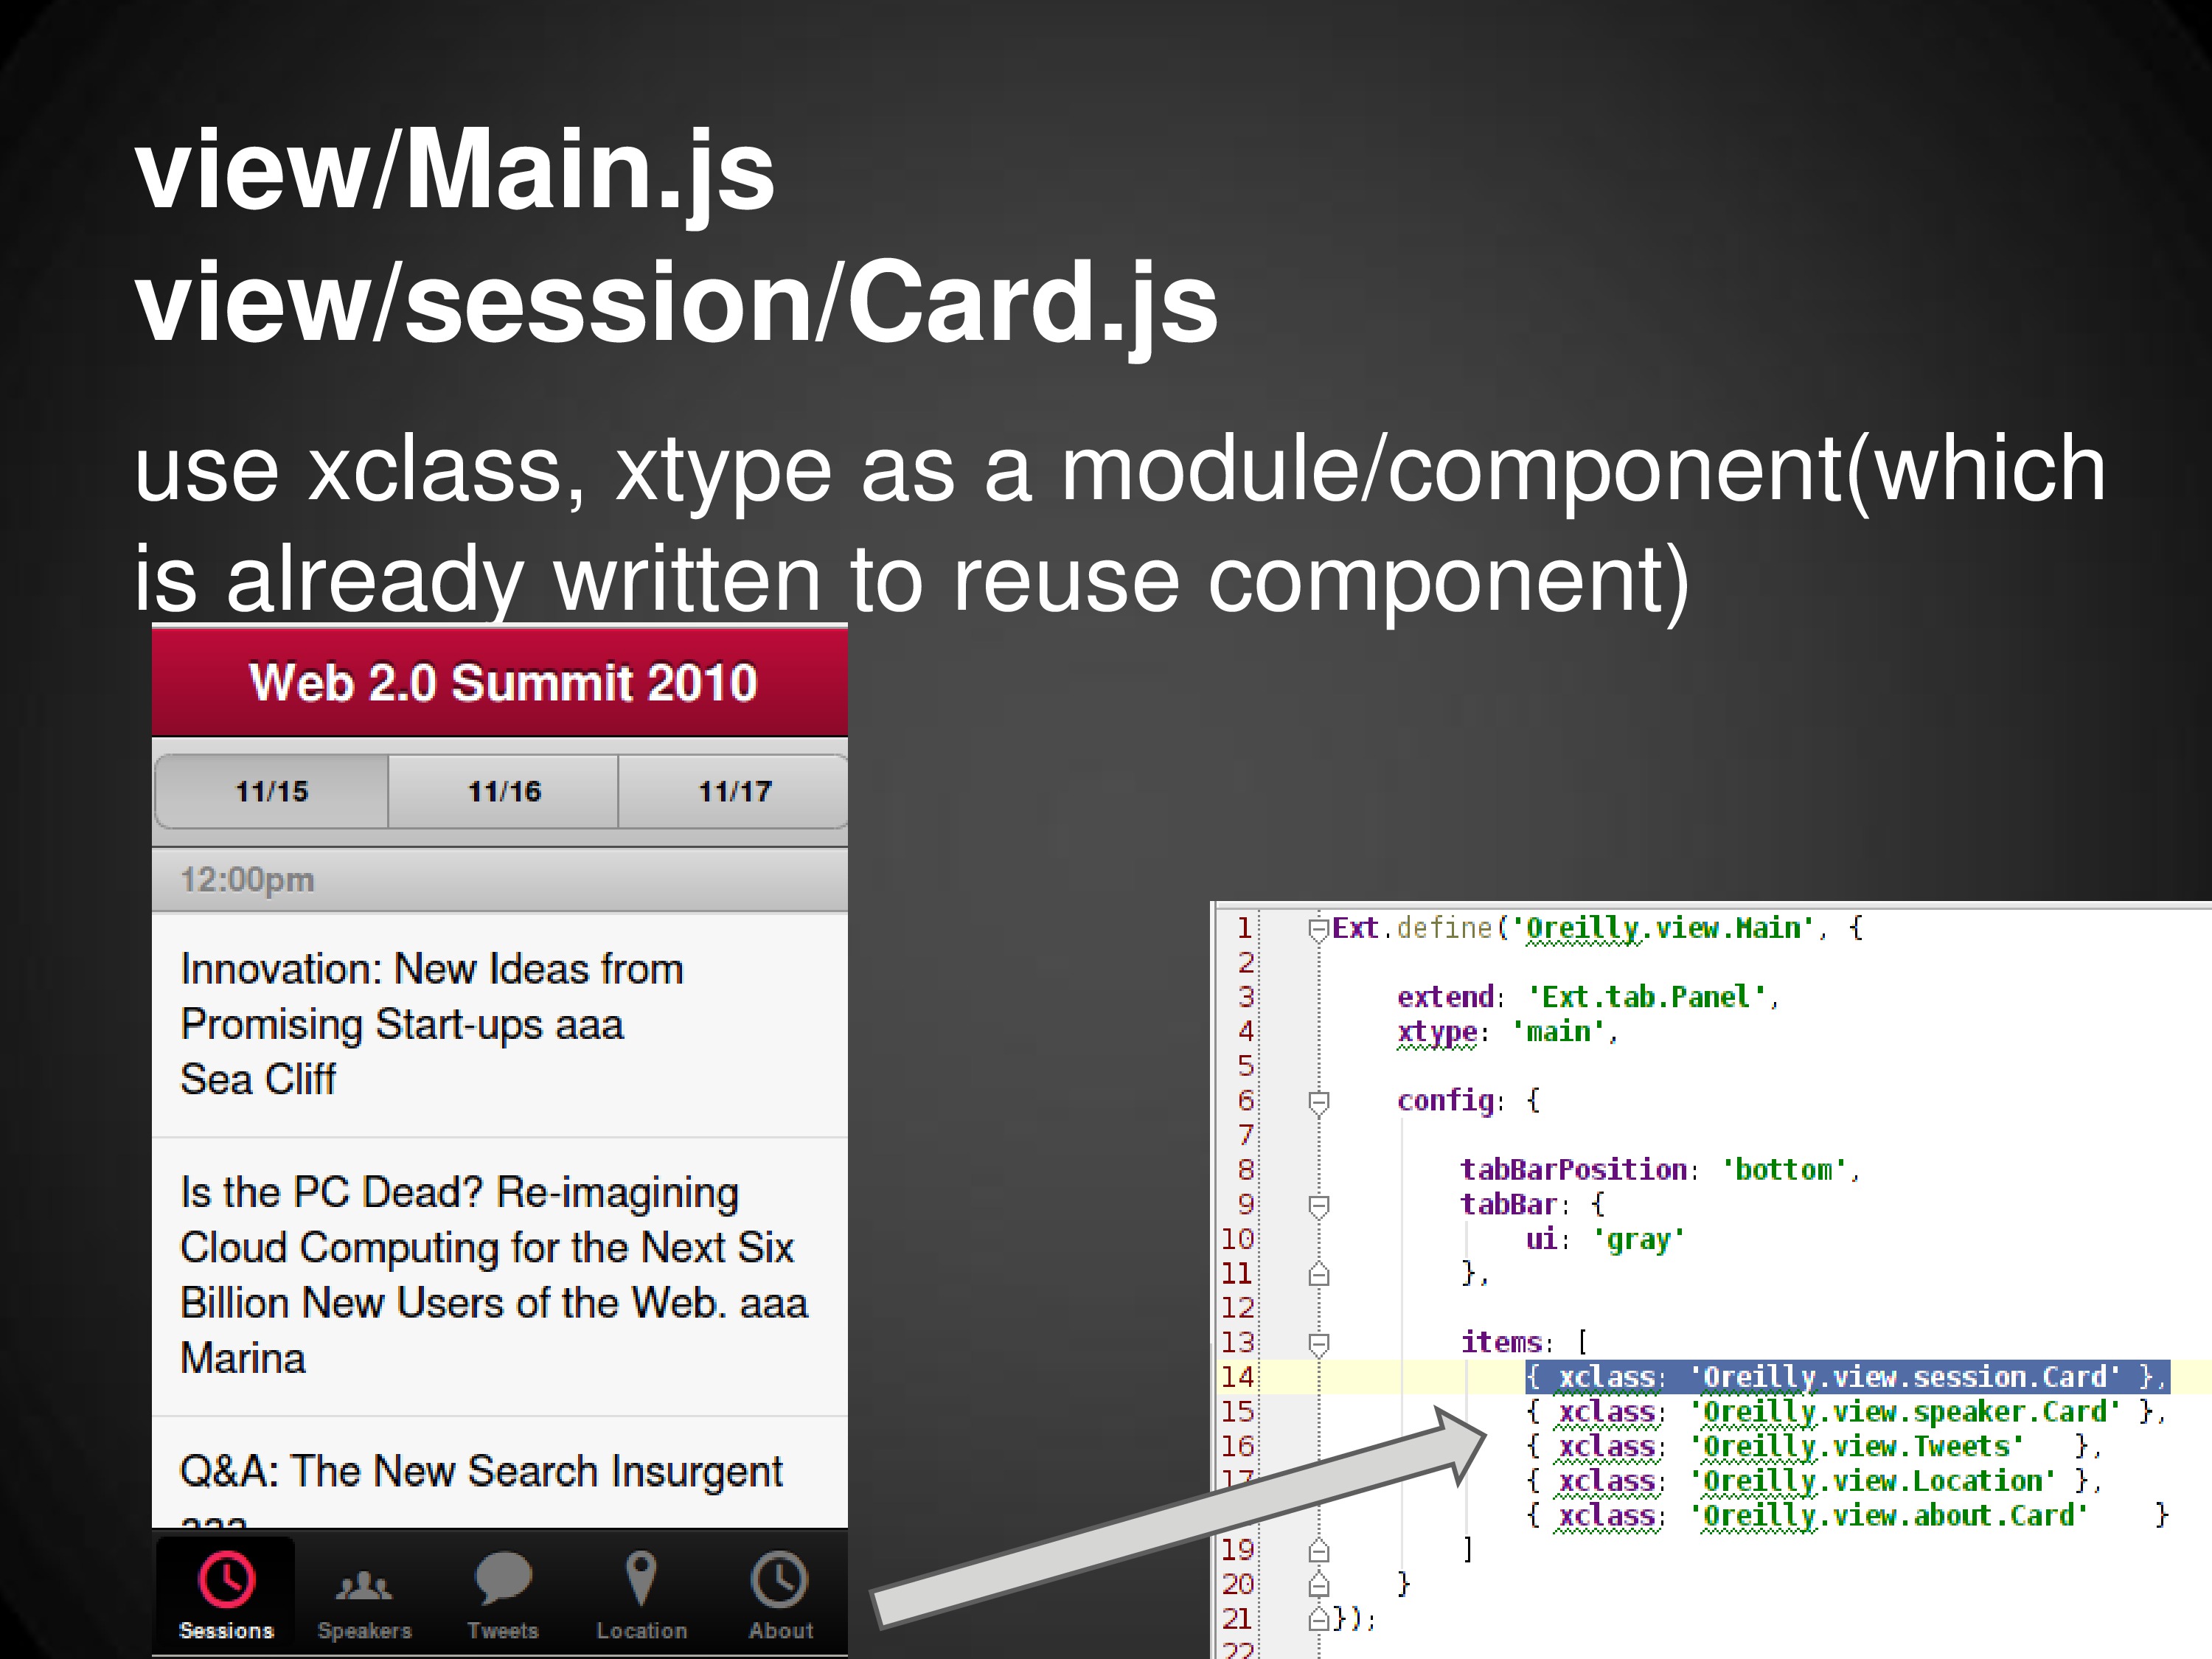 view/Main.js
view/session/Card.js
use xclass, xtype as a module/component(which
is already written to reuse component)
Web 2.0 Summit 2010
11/15 11/16 11/17
12:00pm
Innovation: New Ideas from
Promising Start-ups aaa
Sea Cliff
Is the PC Dead? Re-imagining
Cloud Computing for the Next Six
Billion New Users of the Web. aaa
Marina
Q&A: The New Search Insurgent
aaa
Sessions Speakers Tweets Location About
1 Ext.define('Oreilly.view.Main', {
2
3 extend: 'Ext.tab.Panel',
4 xtype: 'main',
5
6 config: {
7
8 tabBarPosition: 'bottom',
9 tabBar: {
10 ui: 'gray'
11 },
12
13 items: [
14 { xclass: 'Oreilly.view.session.Card' },
15 { xclass: 'Oreilly.view.speaker.Card' },
16 { xclass: 'Oreilly.view.Tweets' },
17 { xclass: 'Oreilly.view.Location' },
{ xclass: 'Oreilly.view.about.Card' }
19 ]
20 }
21 });
22